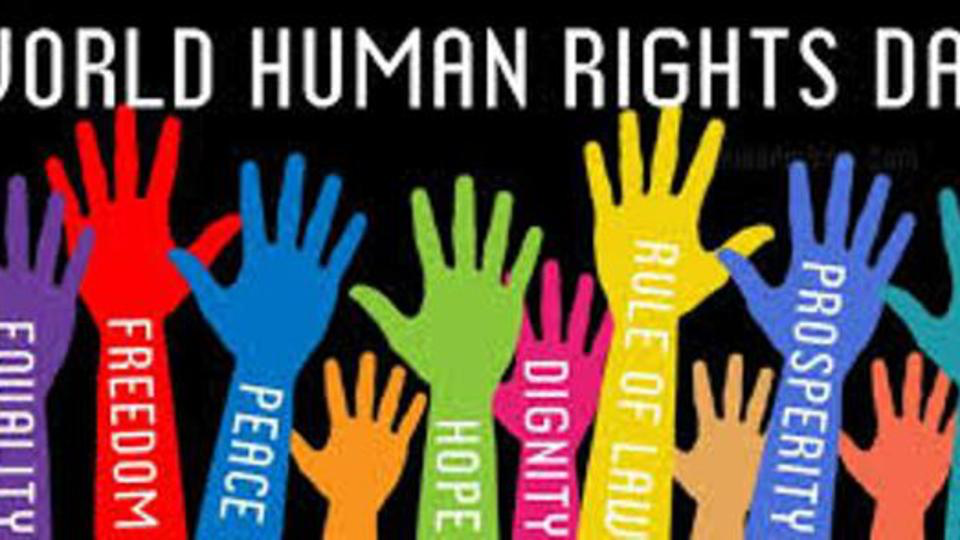 WORLD HUMAN RIGHTS DA
EQUALITY
FREEDOM
PEACE
HOPE
DIGNITY
RULE OF LAW
PROSPERITY